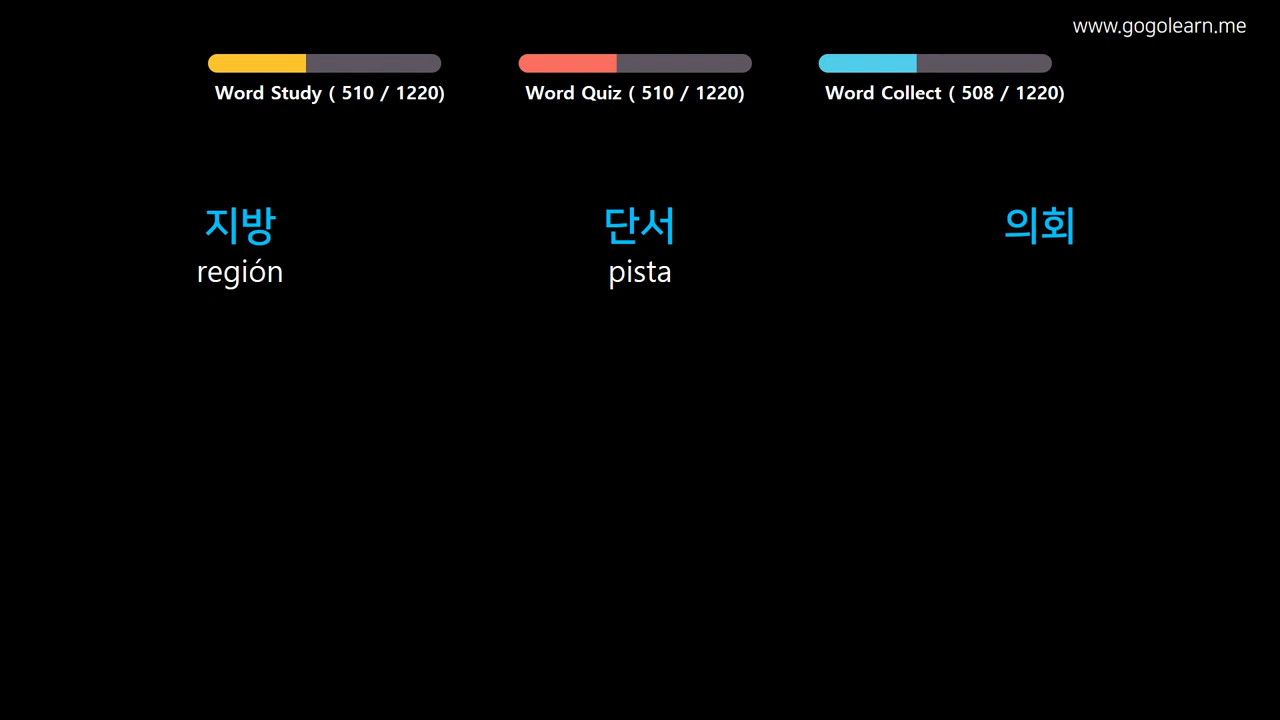 www.gogolearn.me
Word Study ( 510 / 1220)
Word Quiz ( 510 / 1220)
Word Collect ( 508 / 1220)
지방
región
단서
pista
의회